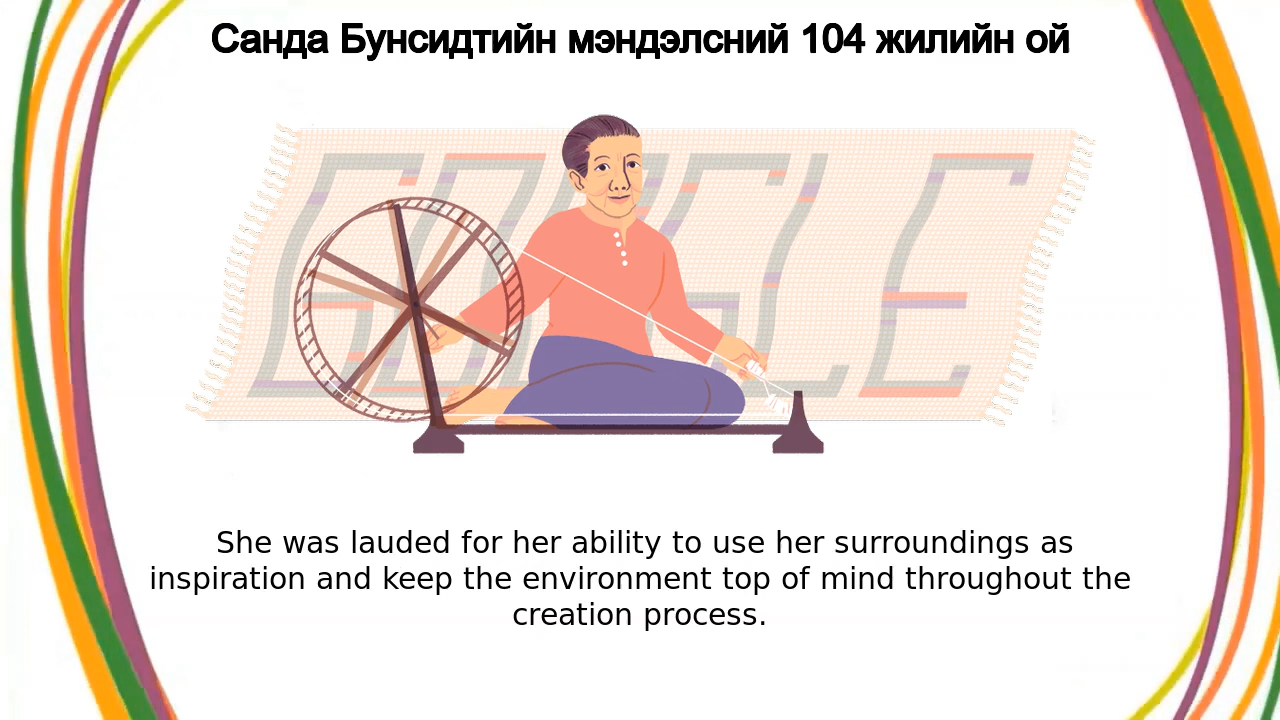 Санда Бунсидтийн мэндэлсний 104 жилийн ой
GOOGLE
She was lauded for her ability to use her surroundings as
inspiration and keep the environment top of mind throughout the
creation process.